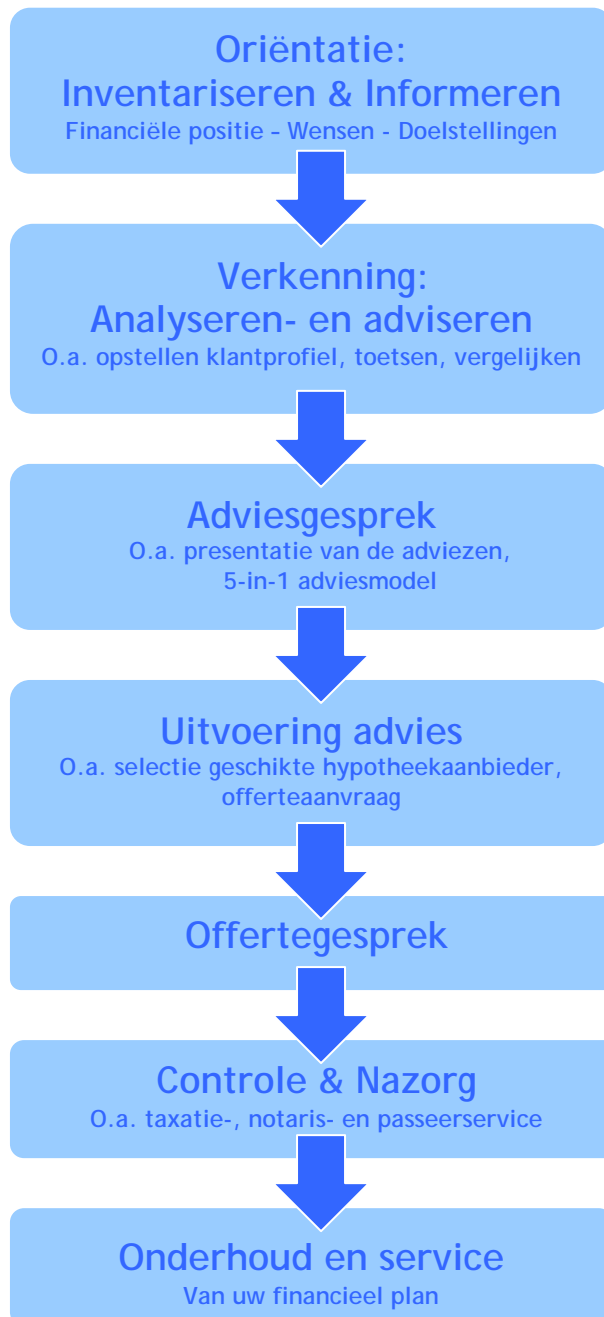 Oriëntatie:
Inventariseren & Informeren
Financiële positie – Wensen - Doelstellingen
Verkenning:
Analyseren- en adviseren
O.a. opstellen klantprofiel, toetsen, vergelijken
Adviesgesprek
O.a. presentatie van de adviezen,
5-in-1 adviesmodel
Uitvoering advies
O.a. selectie geschikte hypotheekaanbieder,
offerteaanvraag
Offertegesprek
Controle & Nazorg
O.a. taxatie-, notaris- en passeerservice
Onderhoud en service
Van uw financieel plan